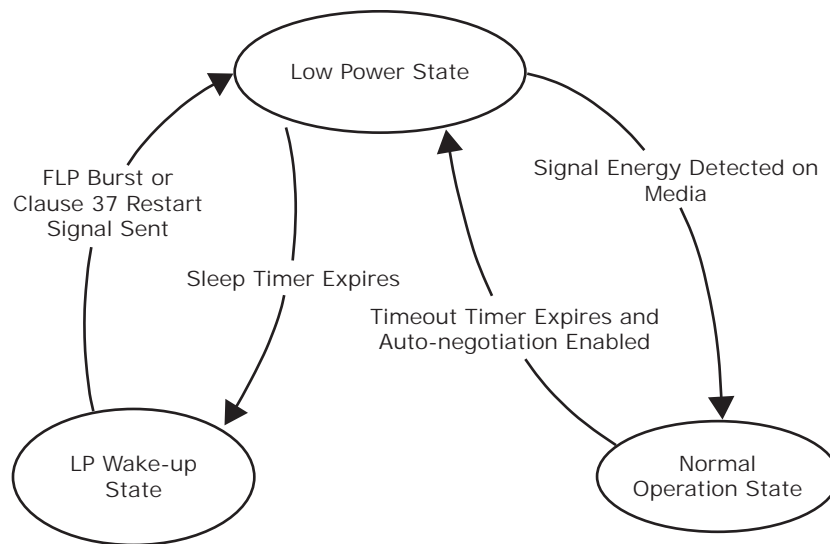 Low Power State
FLP Burst or
Clause 37 Restart
Signal Sent
Signal Energy Detected on
Media
Sleep Timer Expires
Timeout Timer Expires and
Auto-negotiation Enabled
LP Wake-up
State
Normal
Operation State